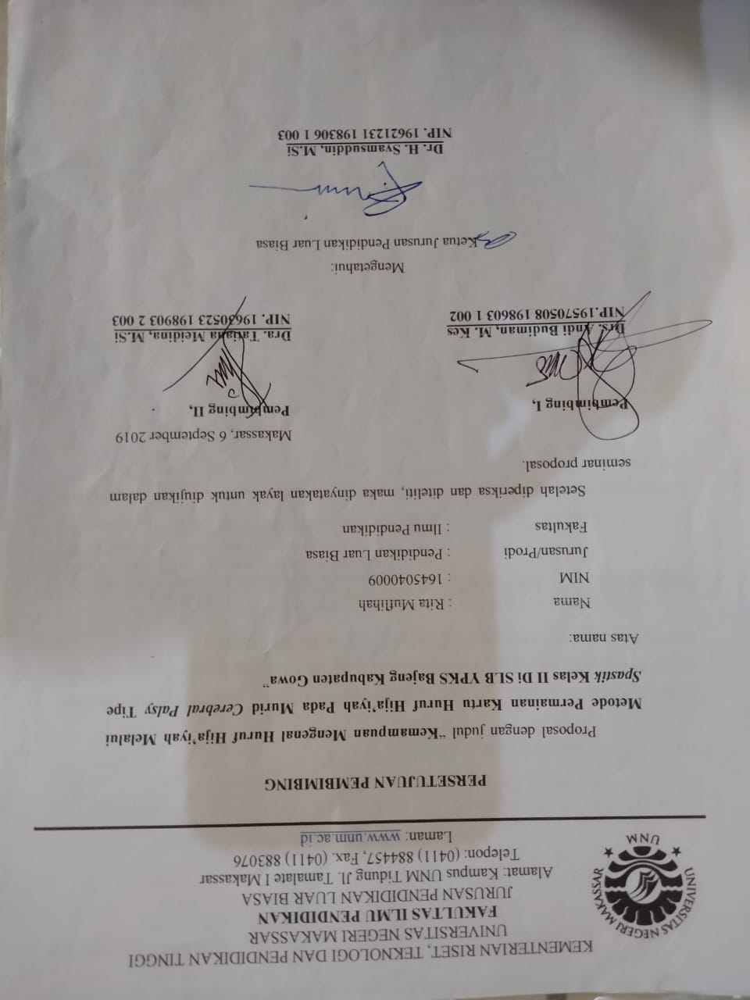 KEMENTERIAN RISET, TEKNOLOGI DAN PENDIDIKAN TINGGI
UNIVERSITAS NEGERI MAKASSAR
FAKULTAS ILMU PENDIDIKAN
JURUSAN PENDIDIKAN LUAR BIASA
Alamat: Kampus UNM Tidung Jl. Tamalate I Makassar
Telepon: (0411) 884457, Fax. (0411) 883076
Laman: www.unm.ac.id
UNIVERSITAS NEGERI MAKASSAR
UNM
PERSETUJUAN PEMBIMBING
Proposal dengan judul "Kemampuan Mengenal Huruf Hija'iyah Melalui
Metode Permainan Kartu Huruf Hija'iyah Pada Murid Cerebral Palsy Tipe
Spastik Kelas II Di SLB YPKS Bajeng Kabupaten Gowa"
Atas nama:
Nama : Rita Muflihah
NIM : 1645040009
Jurusan/Prodi : Pendidikan Luar Biasa
Fakultas : Ilmu Pendidikan
Setelah diperiksa dan diteliti, maka dinyatakan layak untuk diujikan dalam
seminar proposal.
Makassar, 6 September 2019
Pembimbing I,
Pembimbing II,
Drs. Andi Budiman, M. Kes
NIP.19570508 198603 1 002
Dra. Tatiana Meidina, M.Si
NIP. 19630523 198903 2 003
Mengetahui:
Ketua Jurusan Pendidikan Luar Biasa
Dr. H. Syamsuddin, M.Si
NIP. 19621231 198306 1 003